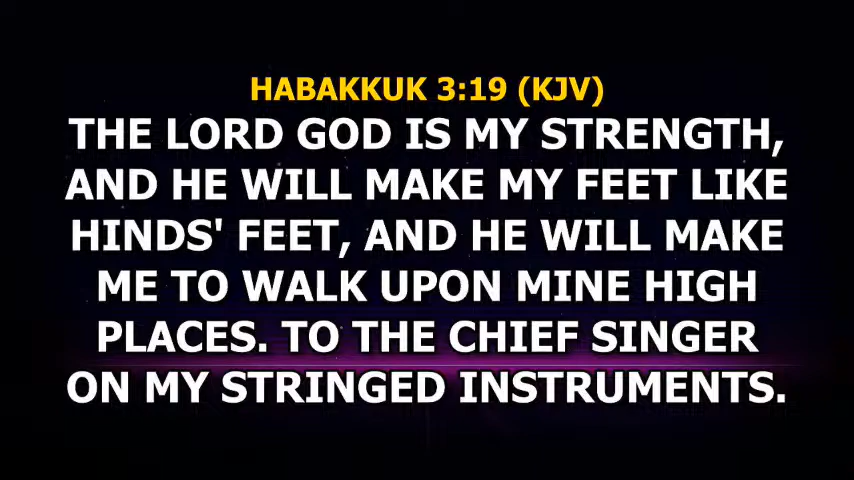 HABAKKUK 3:19 (KJV)
THE LORD GOD IS MY STRENGTH,
AND HE WILL MAKE MY FEET LIKE
HINDS' FEET, AND HE WILL MAKE
ME TO WALK UPON MINE HIGH
PLACES. TO THE CHIEF SINGER
ON MY STRINGED INSTRUMENTS.